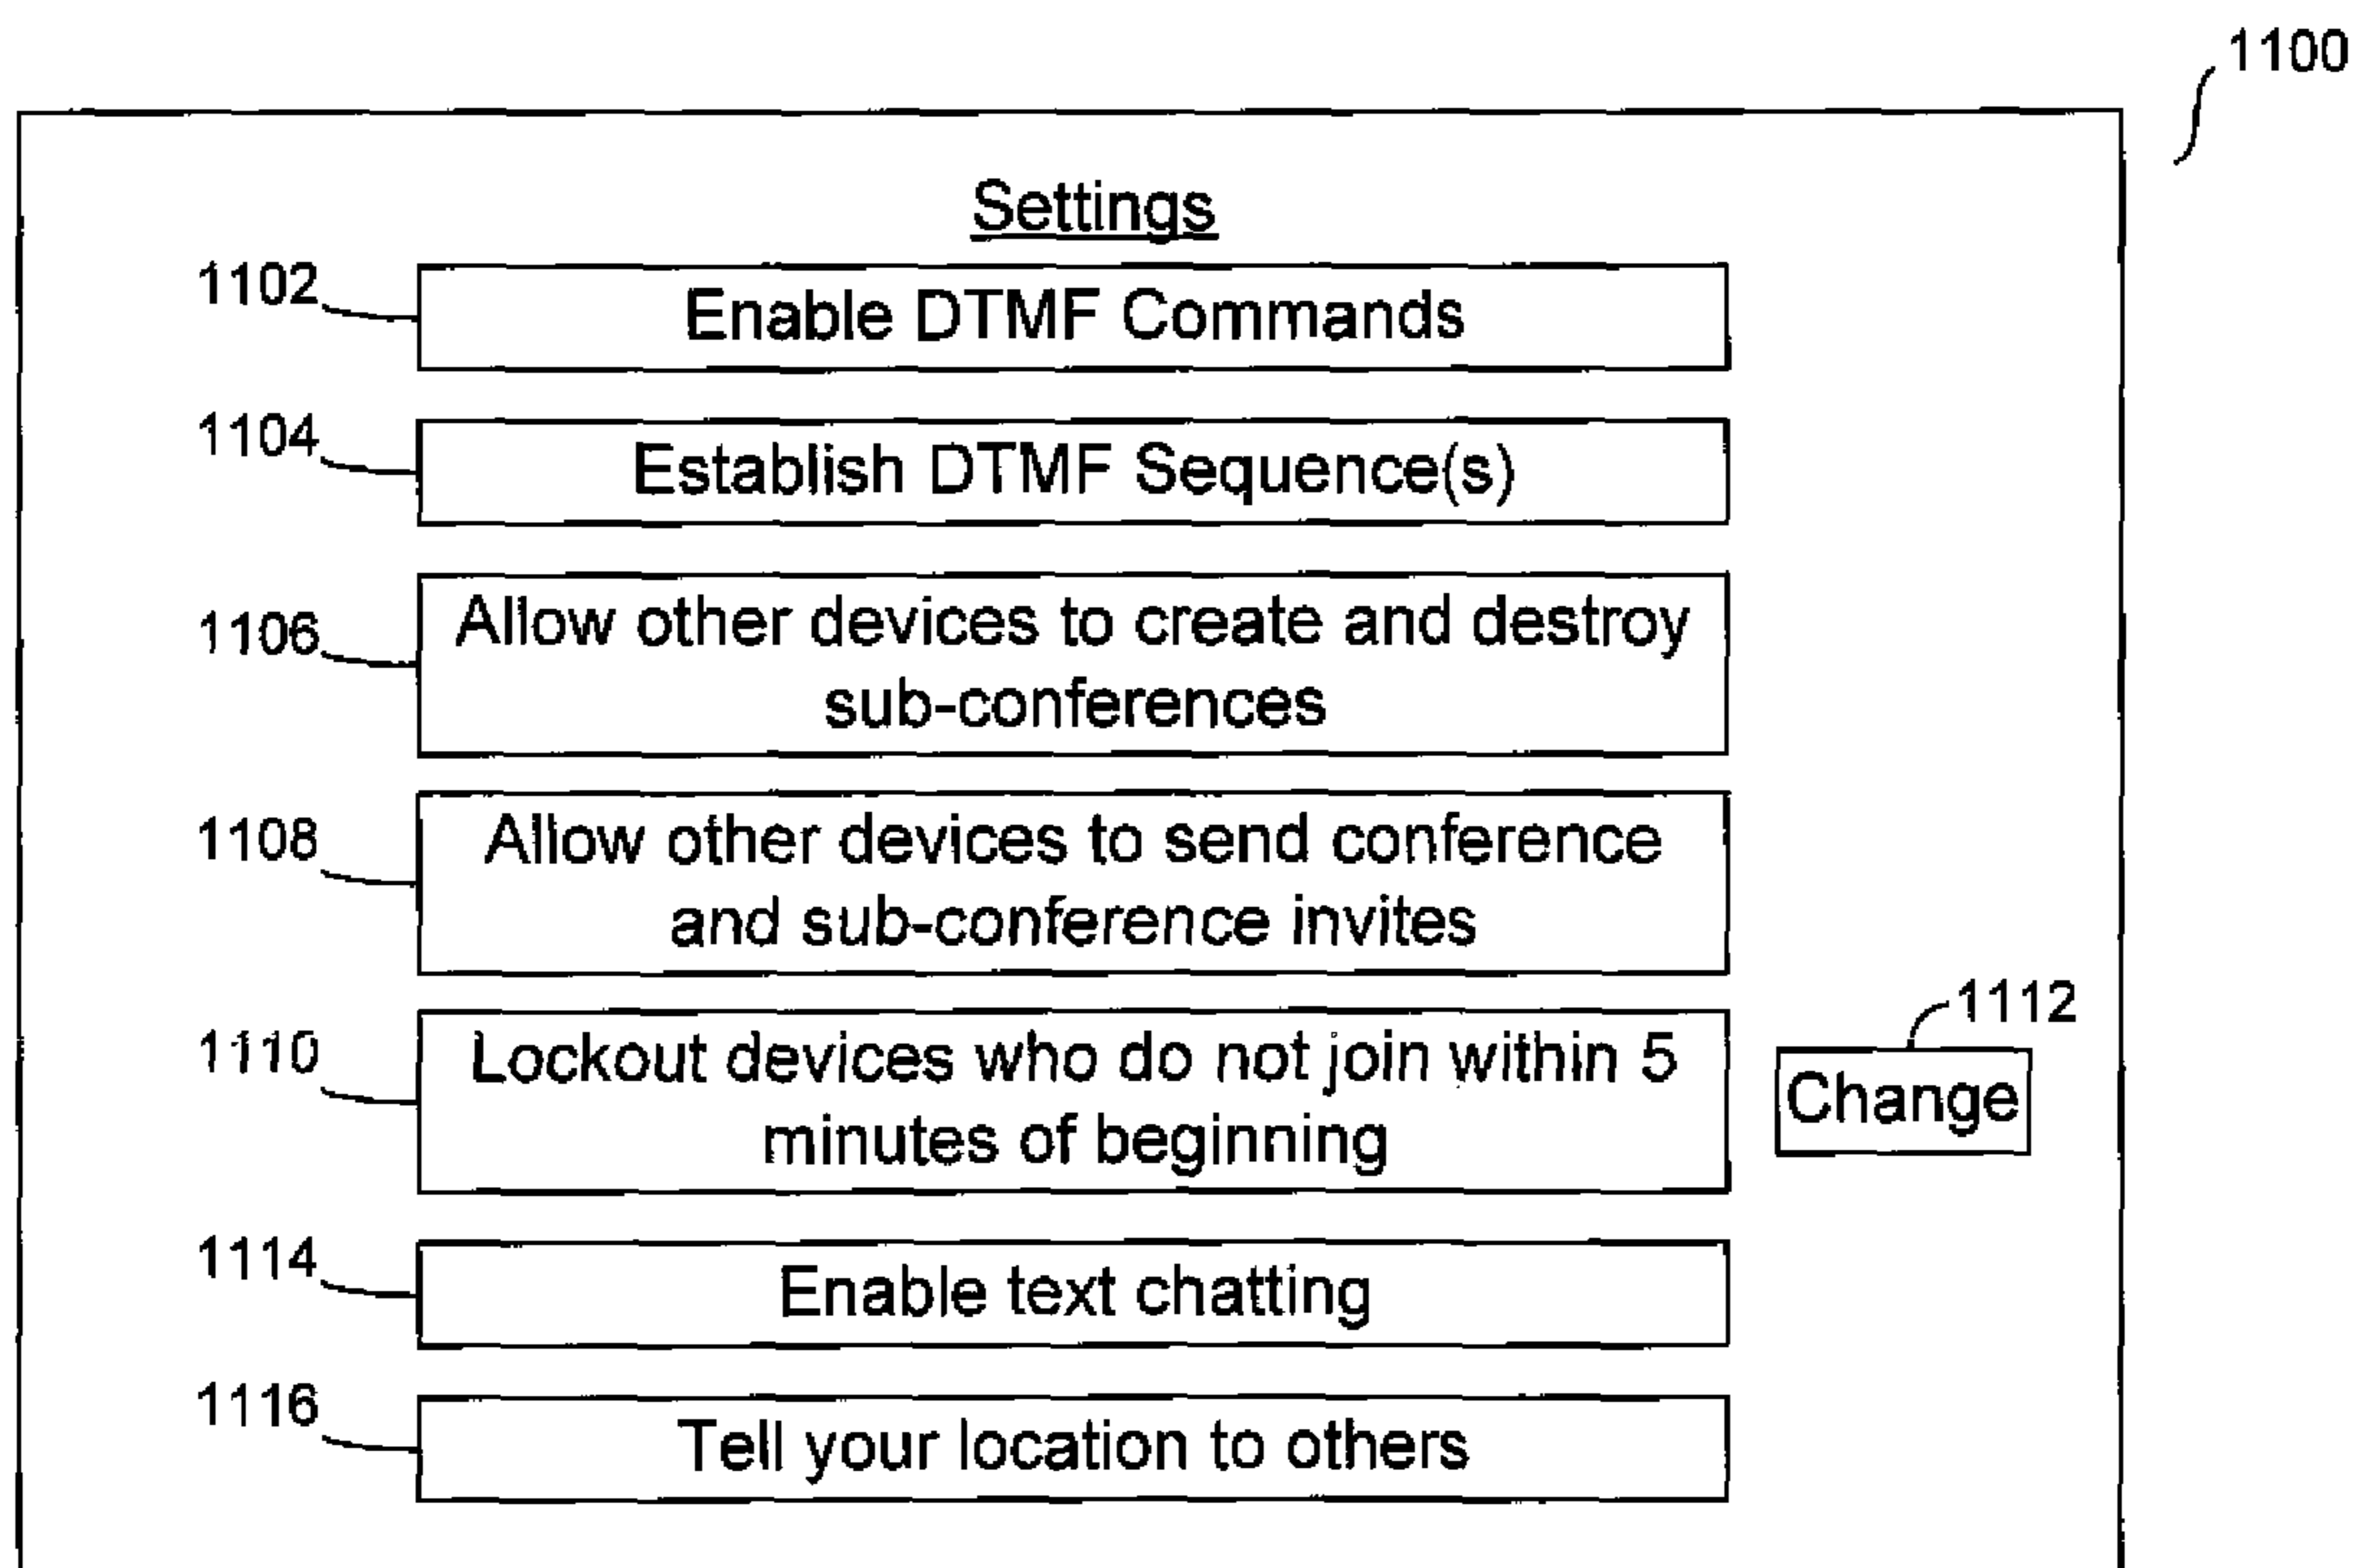 1100
Settings
1102
Enable DTMF Commands
1104
Establish DTMF Sequence(s)
1106
Allow other devices to create and destroy
sub-conferences
1108
Allow other devices to send conference
and sub-conference invites
1110
Lockout devices who do not join within 5
minutes of beginning
1112
Change
1114
Enable text chatting
1116
Tell your location to others